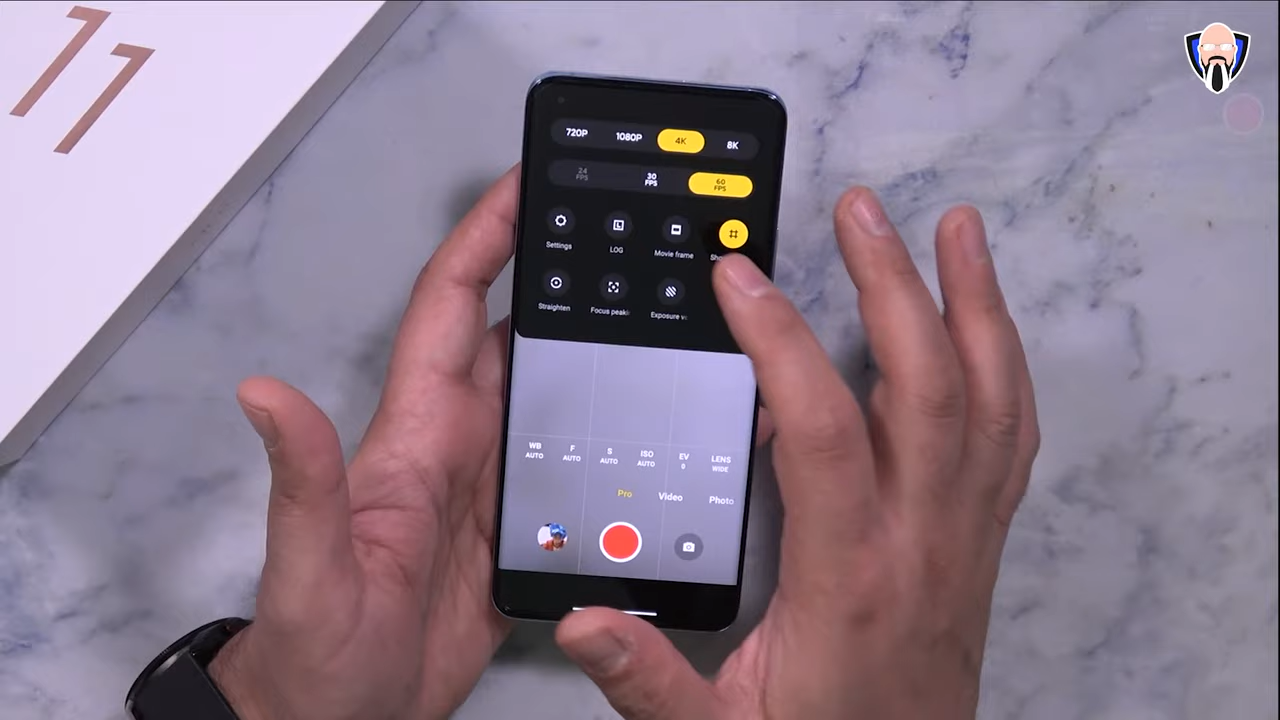 11
720P 1080P 4K 8K
24 FPS 30 FPS 60 FPS
Settings LOG Movie frame
Straighten Focus peaki Exposure v
WB F S ISO EV LENS
AUTO AUTO AUTO AUTO 0 WIDE
Pro Video Photo